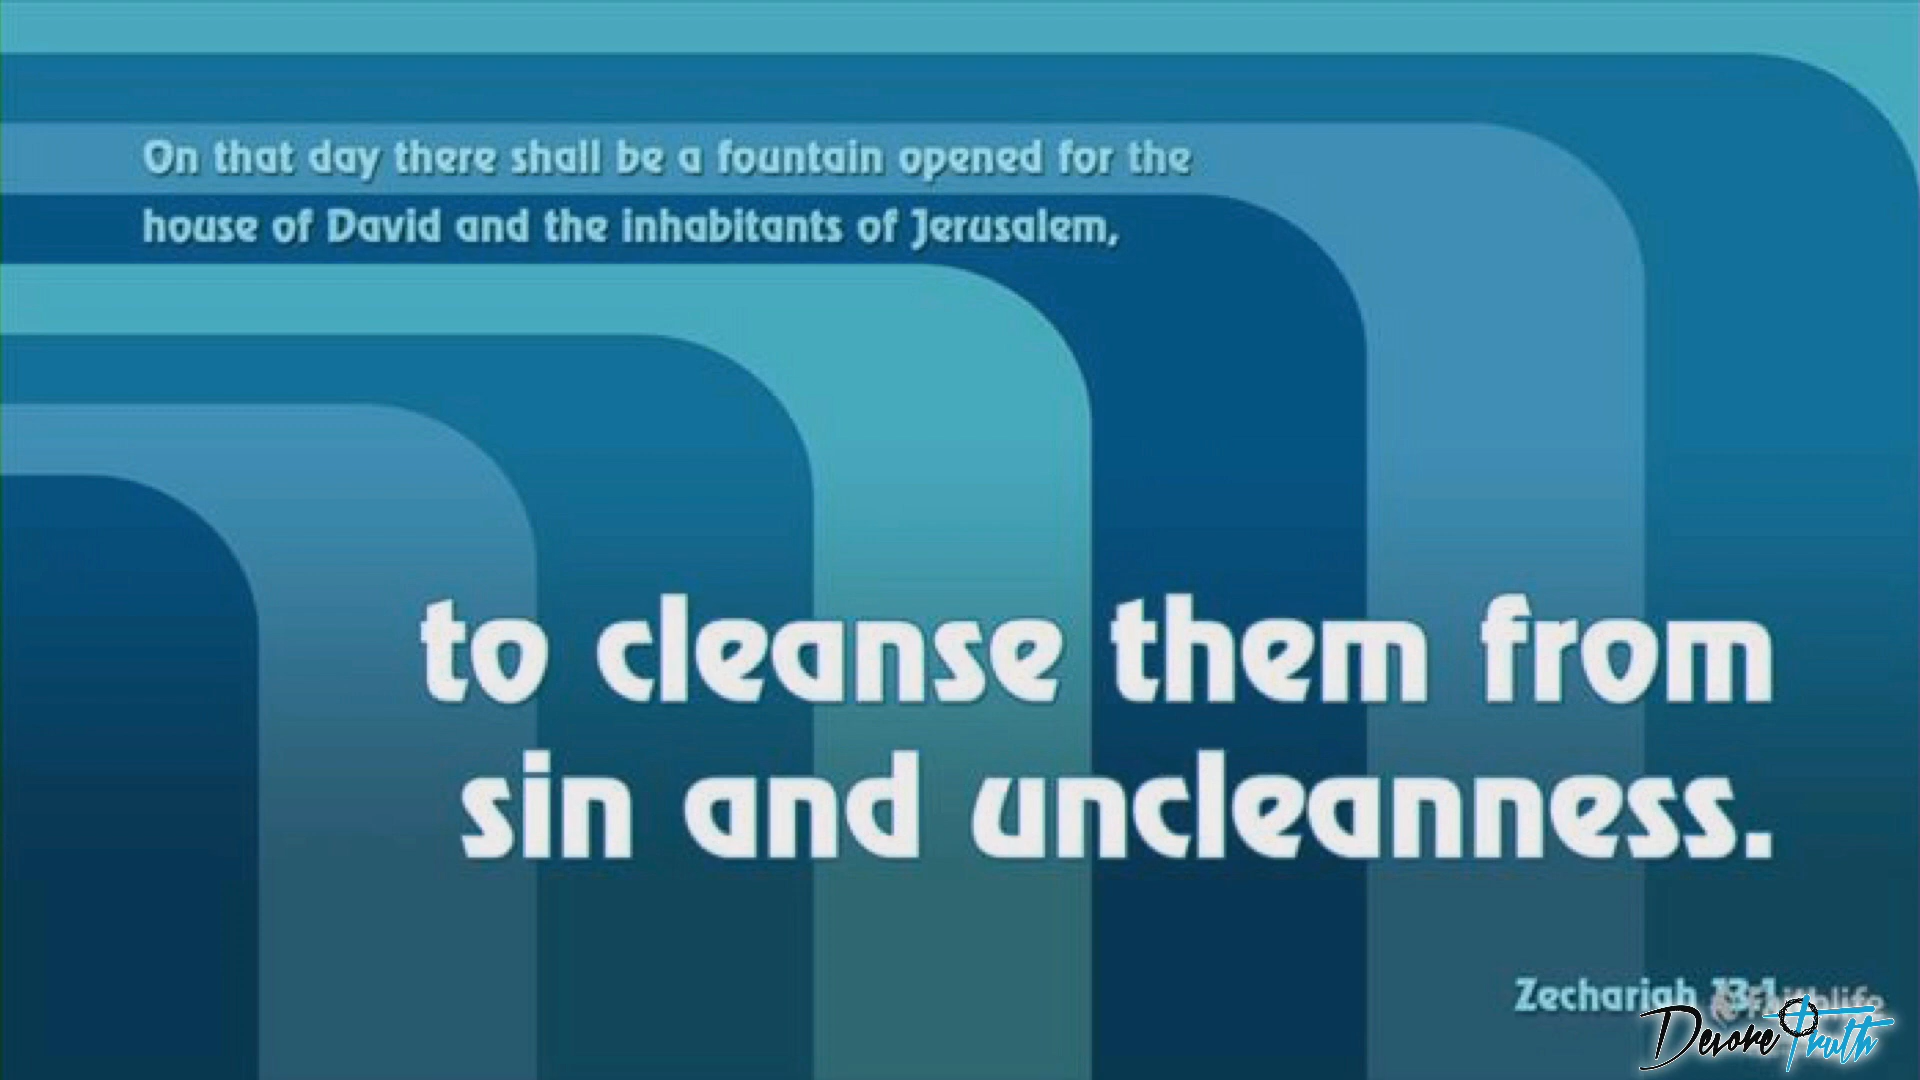 On that day there shall be a fountain opened for the
house of David and the inhabitants of Jerusalem,
to cleanse them from
sin and uncleanness.
Zechariah 13:1
Faithlife
Truth